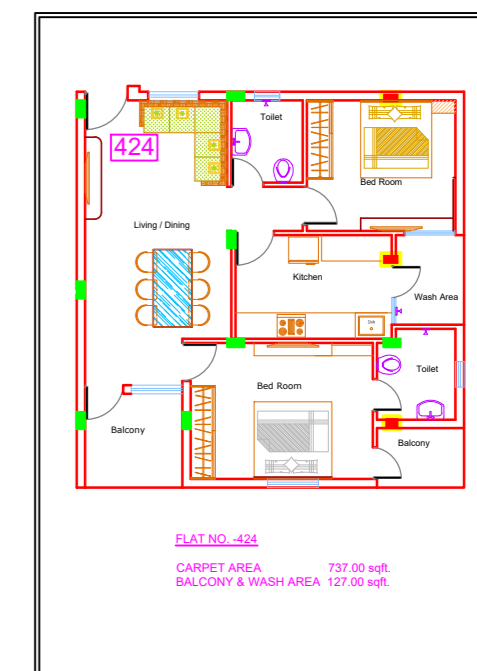 Toilet
424
Bed Room
Living / Dining
Kitchen
Wash Area
Sink
Toilet
Bed Room
Balcony
Balcony
FLAT NO. -424
CARPET AREA 737.00 sqft.
BALCONY & WASH AREA 127.00 sqft.